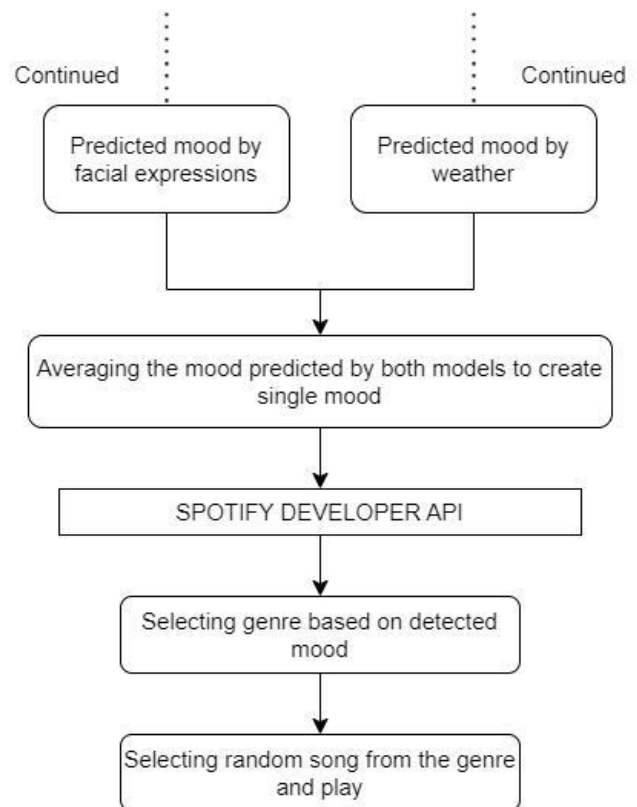 Continued
Continued
Predicted mood by
facial expressions
Predicted mood by
weather
Averaging the mood predicted by both models to create
single mood
SPOTIFY DEVELOPER API
Selecting genre based on detected
mood
Selecting random song from the genre
and play